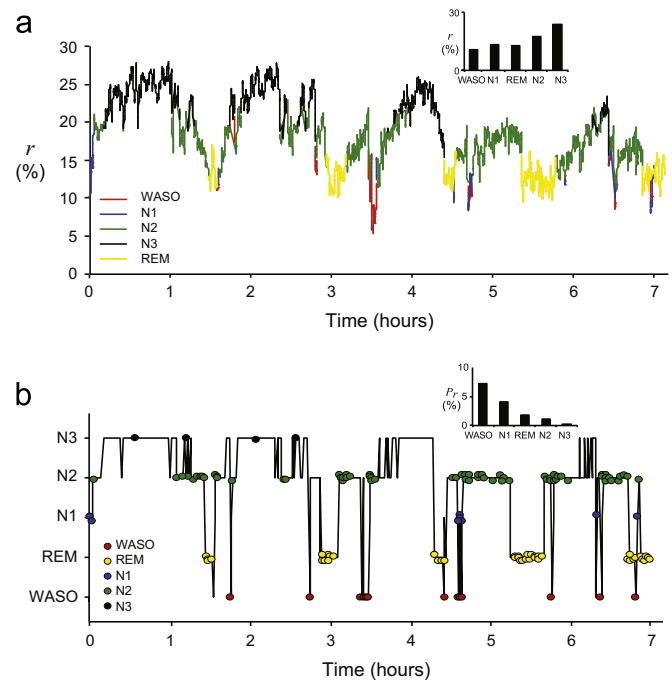 a
30
r
(%)
0
WASO N1 REM N2 N3
30
25
20
15
10
5
0
r
(%)
WASO
N1
N2
N3
REM
0 1 2 3 4 5 6 7
Time (hours)
b
10
Pr
(%)
5
0
WASO N1 REM N2 N3
N3
N2
N1
REM
WASO
WASO
REM
N1
N2
N3
0 1 2 3 4 5 6 7
Time (hours)